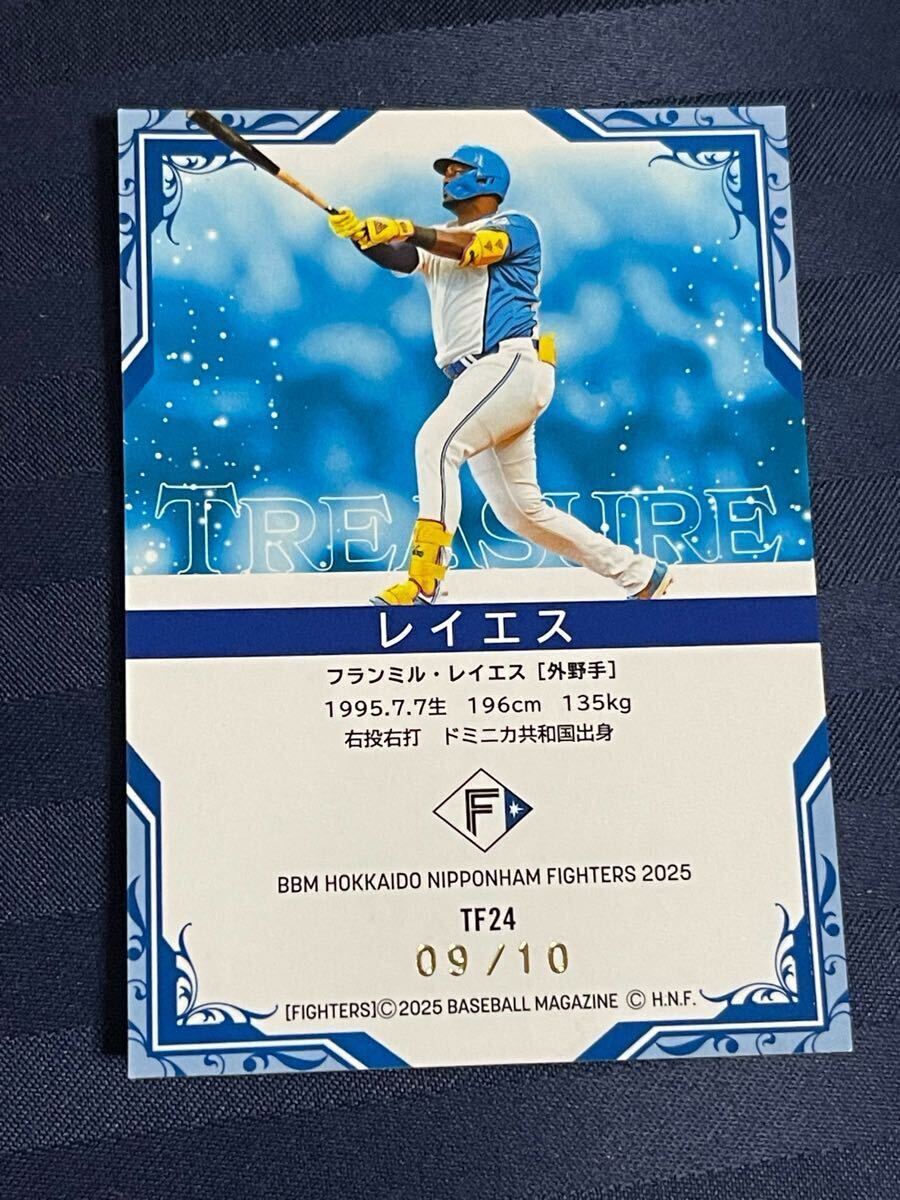 TREASURE
レイエス
フランミル・レイエス［外野手］
1995.7.7生 196cm 135kg
右投右打 ドミニカ共和国出身
F
BBM HOKKAIDO NIPPONHAM FIGHTERS 2025
TF24
09/10
[FIGHTERS]©2025 BASEBALL MAGAZINE © H.N.F.